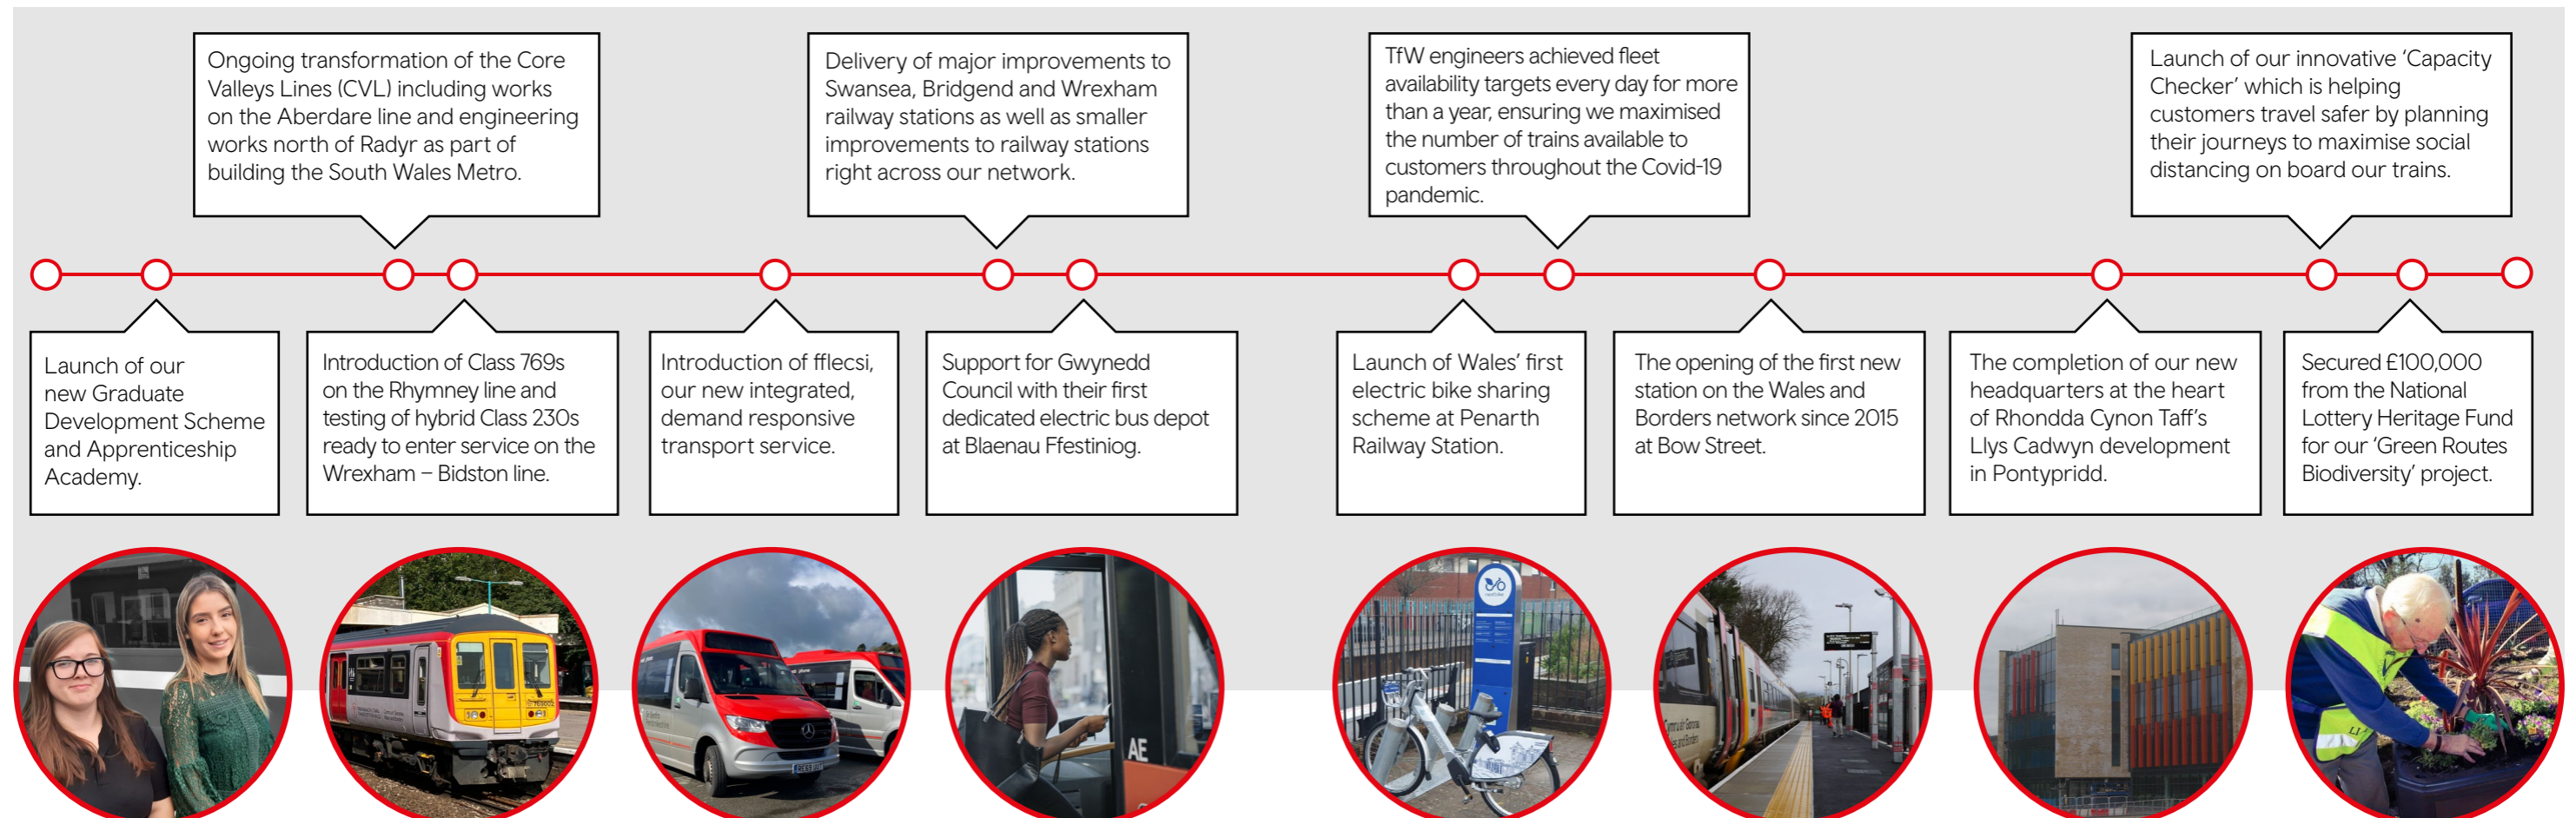 Ongoing transformation of the Core
Valleys Lines (CVL) including works
on the Aberdare line and engineering
works north of Radyr as part of
building the South Wales Metro.
Delivery of major improvements to
Swansea, Bridgend and Wrexham
railway stations as well as smaller
improvements to railway stations
right across our network.
TfW engineers achieved fleet
availability targets every day for more
than a year, ensuring we maximised
the number of trains available to
customers throughout the Covid-19
pandemic.
Launch of our innovative ‘Capacity
Checker’ which is helping
customers travel safer by planning
their journeys to maximise social
distancing on board our trains.
Launch of our
new Graduate
Development Scheme
and Apprenticeship
Academy.
Introduction of Class 769s
on the Rhymney line and
testing of hybrid Class 230s
ready to enter service on the
Wrexham – Bidston line.
Introduction of fflecsi,
our new integrated,
demand responsive
transport service.
Support for Gwynedd
Council with their first
dedicated electric bus depot
at Blaenau Ffestiniog.
Launch of Wales’ first
electric bike sharing
scheme at Penarth
Railway Station.
The opening of the first new
station on the Wales and
Borders network since 2015
at Bow Street.
The completion of our new
headquarters at the heart
of Rhondda Cynon Taff’s
Llys Cadwyn development
in Pontypridd.
Secured £100,000
from the National
Lottery Heritage Fund
for our ‘Green Routes
Biodiversity’ project.
AE